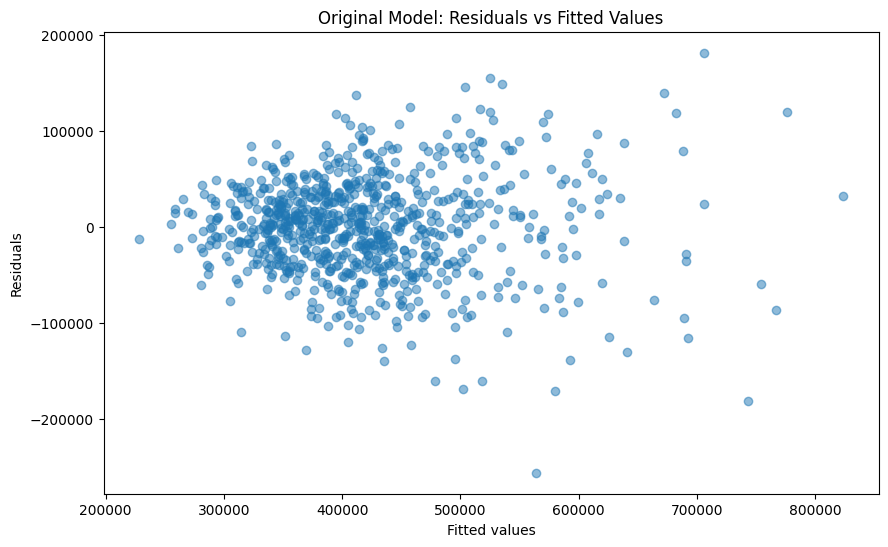 Original Model: Residuals vs Fitted Values
200000
100000
0
−100000
−200000
Residuals
200000 300000 400000 500000 600000 700000 800000
Fitted values